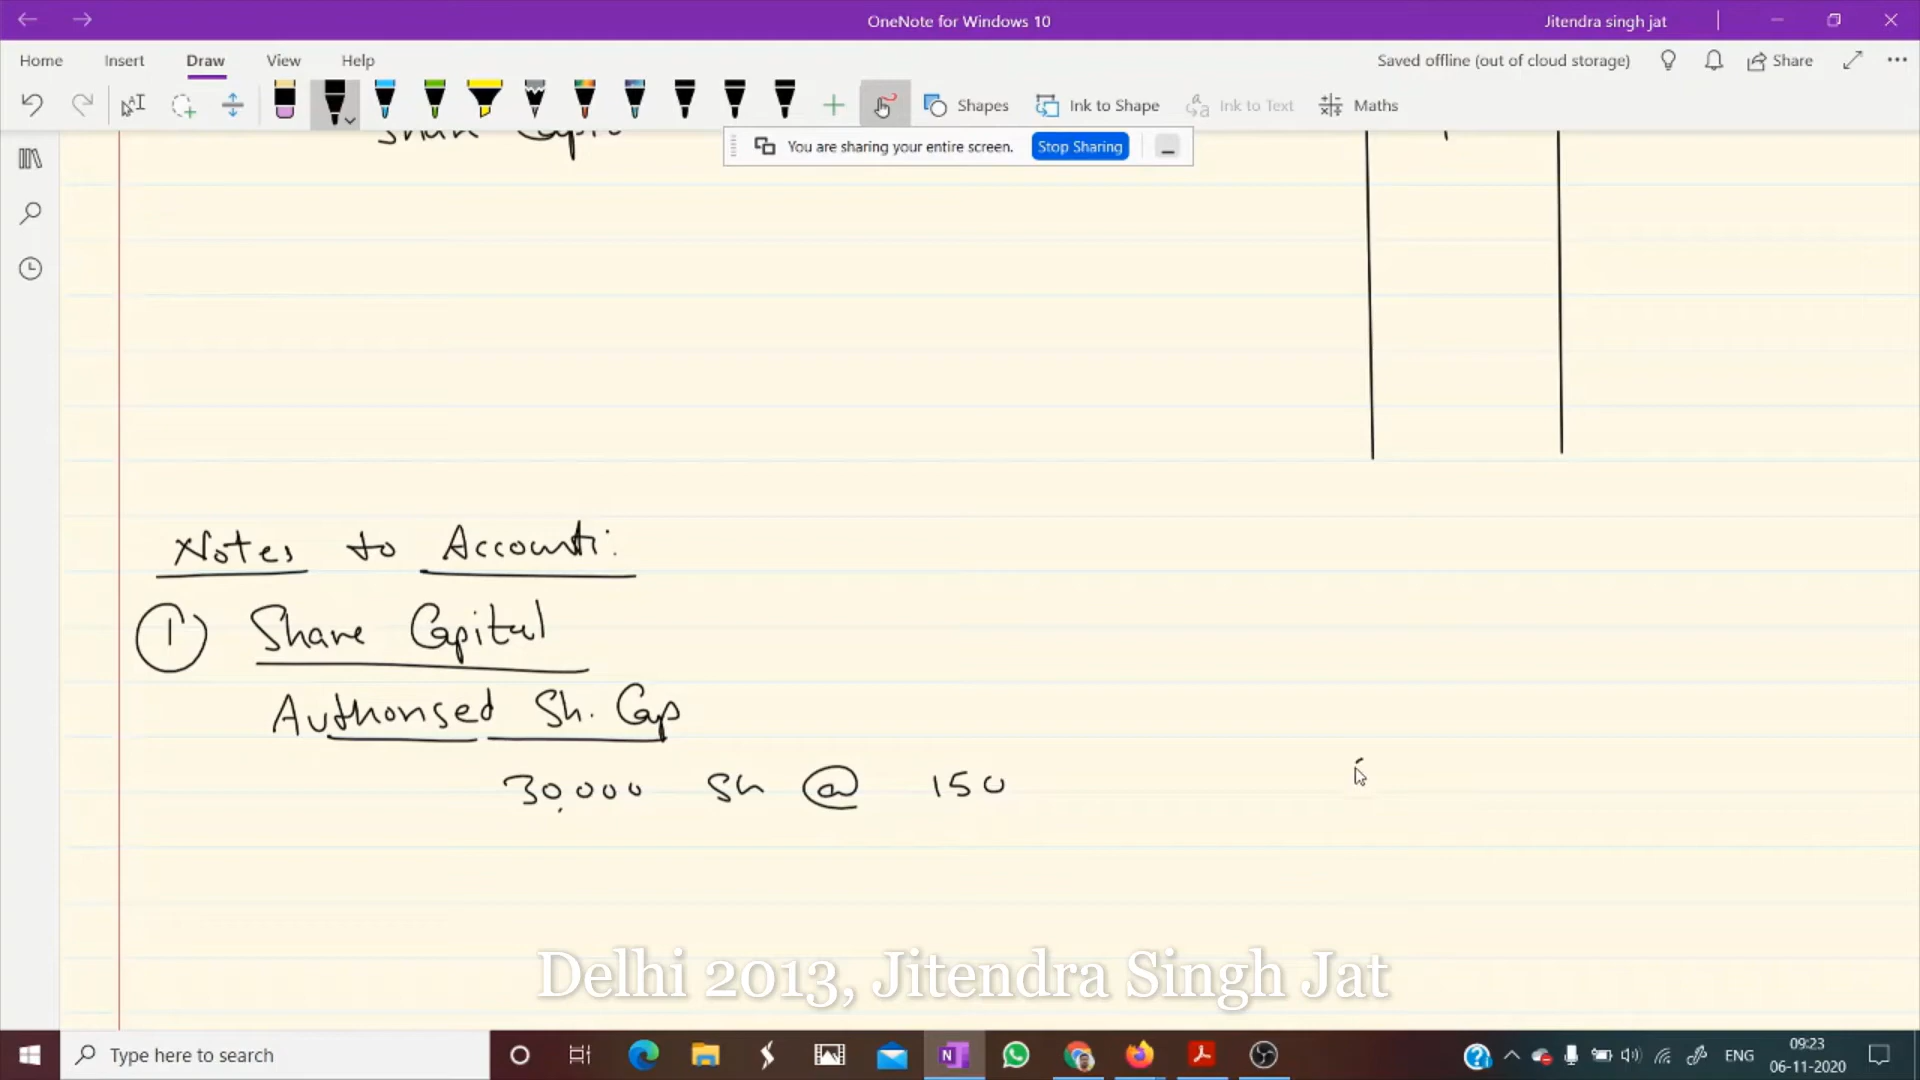 OneNote for Windows 10
Jitendra singh jat
Home Insert Draw View Help
Saved offline (out of cloud storage)
Share
Shapes
Ink to Shape
Ink to Text
Maths
Share
You are sharing your entire screen.
Stop Sharing
Notes to Accounts:
1 Share Capital
Authorised Sh. Cap
30,000 Sh @ 150
Delhi 2013, Jitendra Singh Jat
Type here to search
ENG
09:23
06-11-2020